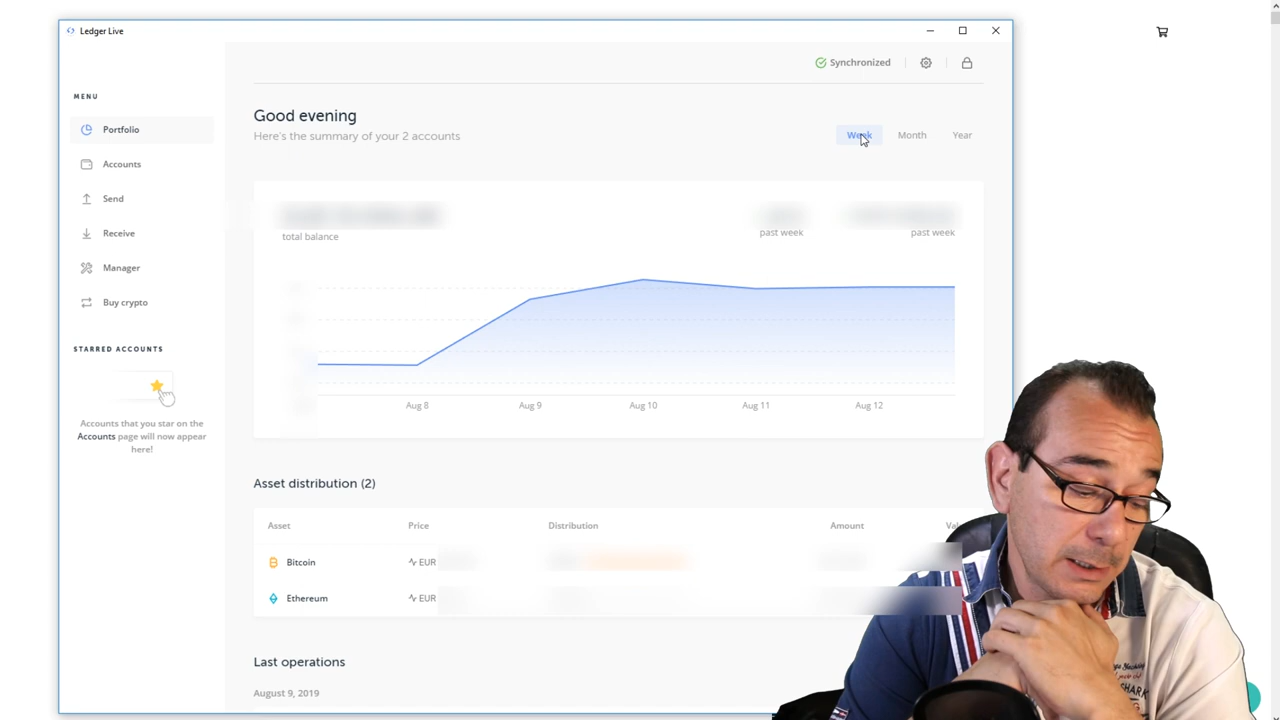 Ledger Live
Synchronized
MENU
Portfolio
Accounts
Send
Receive
Manager
Buy crypto
STARRED ACCOUNTS
Accounts that you star on the
Accounts page will now appear
here!
Good evening
Here's the summary of your 2 accounts
Week Month Year
total balance
past week
past week
Aug 8 Aug 9 Aug 10 Aug 11 Aug 12
Asset distribution (2)
Asset Price Distribution Amount
Bitcoin EUR
Ethereum EUR
Last operations
August 9, 2019
SHARK